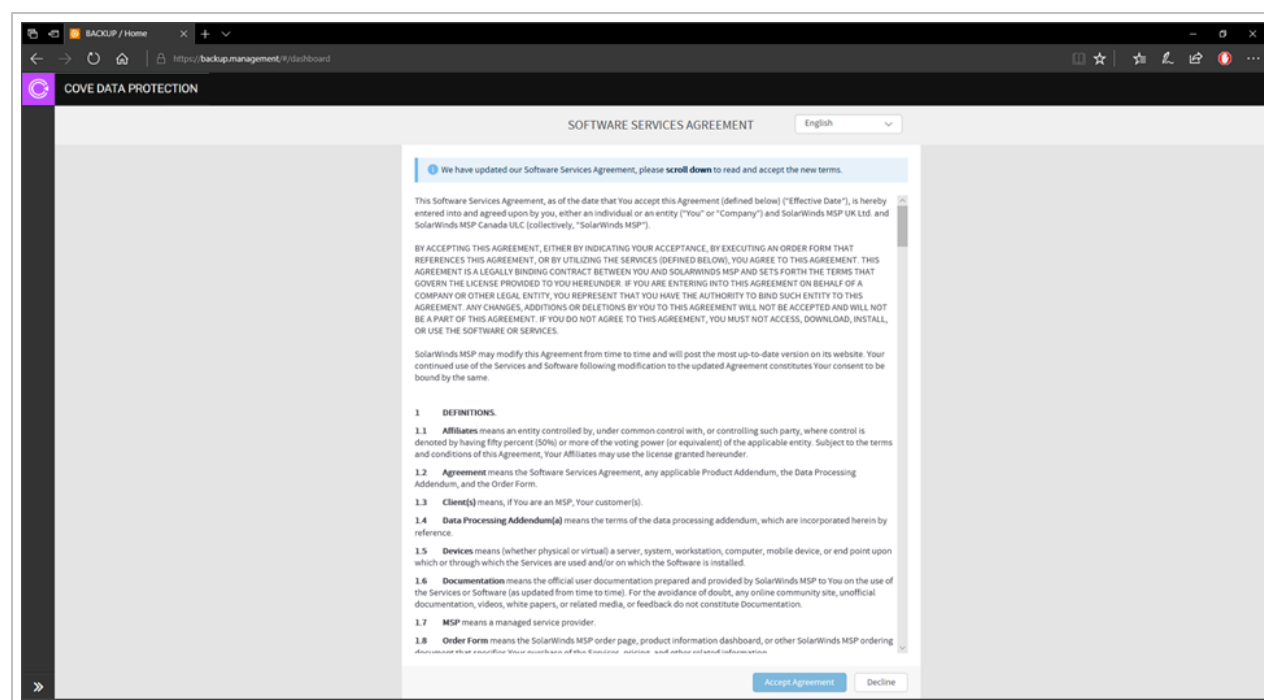 BACKUP / Home
https://backup.management/#/dashboard
COVE DATA PROTECTION
SOFTWARE SERVICES AGREEMENT
English
We have updated our Software Services Agreement, please scroll down to read and accept the new terms.
This Software Services Agreement, as of the date that You accept this Agreement (defined below) ("Effective Date"), is hereby
entered into and agreed upon by you, either an individual or an entity ("You" or "Company") and SolarWinds MSP UK Ltd. and
SolarWinds MSP Canada ULC (collectively, "SolarWinds MSP").
BY ACCEPTING THIS AGREEMENT, EITHER BY INDICATING YOUR ACCEPTANCE, BY EXECUTING AN ORDER FORM THAT
REFERENCES THIS AGREEMENT, OR BY UTILIZING THE SERVICES (DEFINED BELOW), YOU AGREE TO THIS AGREEMENT. THIS
AGREEMENT IS A LEGALLY BINDING CONTRACT BETWEEN YOU AND SOLARWINDS MSP AND SETS FORTH THE TERMS THAT
GOVERN THE LICENSE PROVIDED TO YOU HEREUNDER. IF YOU ARE ENTERING INTO THIS AGREEMENT ON BEHALF OF A
COMPANY OR OTHER LEGAL ENTITY, YOU REPRESENT THAT YOU HAVE THE AUTHORITY TO BIND SUCH ENTITY TO THIS
AGREEMENT. ANY CHANGES, ADDITIONS OR DELETIONS BY YOU TO THIS AGREEMENT WILL NOT BE ACCEPTED AND WILL NOT
BE A PART OF THIS AGREEMENT. IF YOU DO NOT AGREE TO THIS AGREEMENT, YOU MUST NOT ACCESS, DOWNLOAD, INSTALL,
OR USE THE SOFTWARE OR SERVICES.
SolarWinds MSP may modify this Agreement from time to time and will post the most up-to-date version on its website. Your
continued use of the Services and Software following modification to the updated Agreement constitutes Your consent to be
bound by the same.
1 DEFINITIONS.
1.1 Affiliates means an entity controlled by, under common control with, or controlling such party, where control is
denoted by having fifty percent (50%) or more of the voting power (or equivalent) of the applicable entity. Subject to the terms
and conditions of this Agreement, Your Affiliates may use the license granted hereunder.
1.2 Agreement means the Software Services Agreement, any applicable Product Addendum, the Data Processing
Addendum, and the Order Form.
1.3 Client(s) means, if You are an MSP, Your customer(s).
1.4 Data Processing Addendum(a) means the terms of the data processing addendum, which are incorporated herein by
reference.
1.5 Devices means (whether physical or virtual) a server, system, workstation, computer, mobile device, or end point upon
which or through which the Services are used and/or on which the Software is installed.
1.6 Documentation means the official user documentation prepared and provided by SolarWinds MSP to You on the use of
the Services or Software (as updated from time to time). For the avoidance of doubt, any online community site, unofficial
documentation, videos, white papers, or related media, or feedback do not constitute Documentation.
1.7 MSP means a managed service provider.
1.8 Order Form means the SolarWinds MSP order page, product information dashboard, or other SolarWinds MSP ordering
document that specifies Your purchase of the Services, pricing, and other related information.
Accept Agreement
Decline